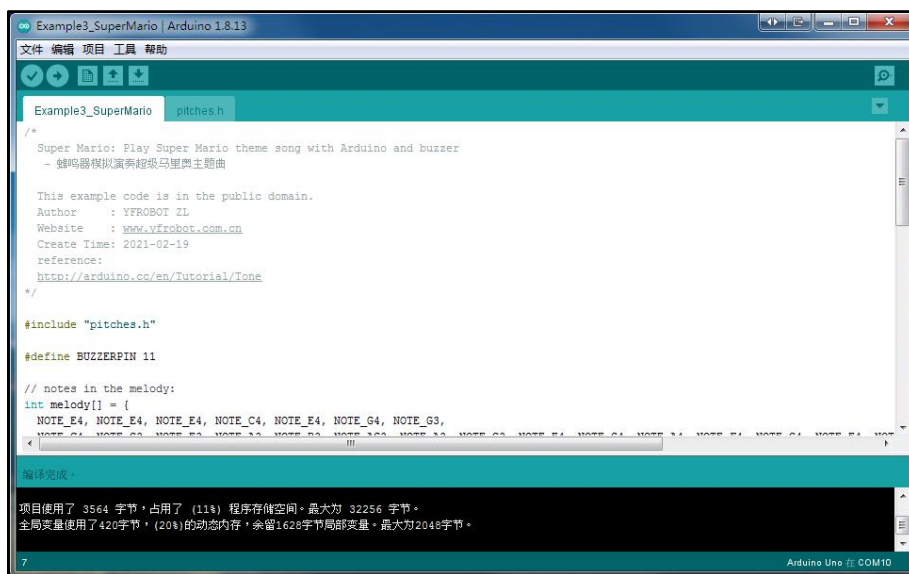 Example3_SuperMario | Arduino 1.8.13
文件 编辑 项目 工具 帮助
Example3_SuperMario pitches.h
/*
Super Mario: Play Super Mario theme song with Arduino and buzzer
- 蜂鸣器模拟演奏超级马里奥主题曲
This example code is in the public domain.
Author : YFROBOT ZL
Website : www.yfrobot.com.cn
Create Time: 2021-02-19
reference:
http://arduino.cc/en/Tutorial/Tone
*/
#include "pitches.h"
#define BUZZERPIN 11
// notes in the melody:
int melody[] = {
NOTE_E4, NOTE_E4, NOTE_E4, NOTE_C4, NOTE_E4, NOTE_G4, NOTE_G3,
编译完成。
项目使用了 3564 字节，占用了 (11%) 程序存储空间。最大为 32256 字节。
全局变量使用了420字节，(20%)的动态内存，余留1628字节局部变量。最大为2048字节。
7 Arduino Uno 在 COM10